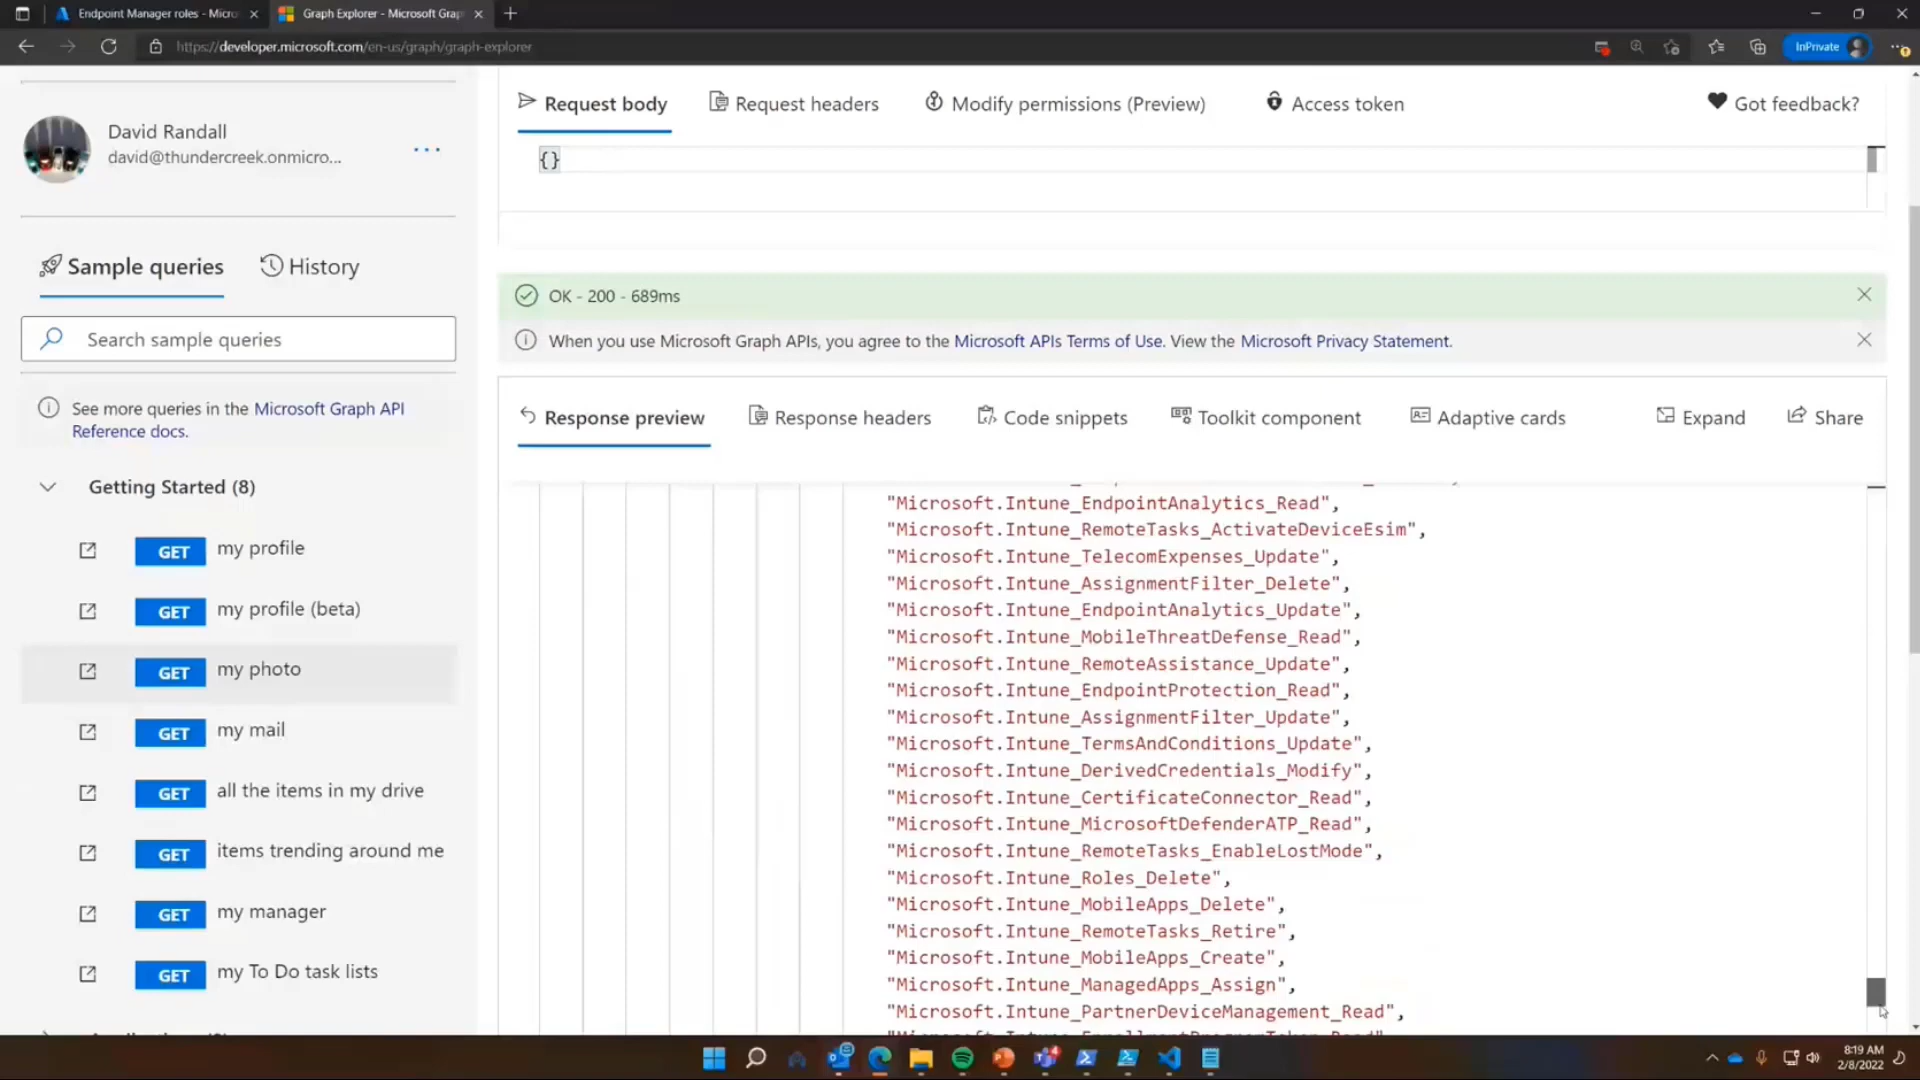 Endpoint Manager roles - Micro
Graph Explorer - Microsoft Grap
https://developer.microsoft.com/en-us/graph/graph-explorer
InPrivate
David Randall
david@thundercreek.onmicro...
Sample queries
History
Search sample queries
See more queries in the Microsoft Graph API
Reference docs.
Getting Started (8)
GET my profile
GET my profile (beta)
GET my photo
GET my mail
GET all the items in my drive
GET items trending around me
GET my manager
GET my To Do task lists
Request body
Request headers
Modify permissions (Preview)
Access token
Got feedback?
{}
OK - 200 - 689ms
When you use Microsoft Graph APIs, you agree to the Microsoft APIs Terms of Use. View the Microsoft Privacy Statement.
Response preview
Response headers
Code snippets
Toolkit component
Adaptive cards
Expand
Share
"Microsoft.Intune_EndpointAnalytics_Read",
"Microsoft.Intune_RemoteTasks_ActivateDeviceEsim",
"Microsoft.Intune_TelecomExpenses_Update",
"Microsoft.Intune_AssignmentFilter_Delete",
"Microsoft.Intune_EndpointAnalytics_Update",
"Microsoft.Intune_MobileThreatDefense_Read",
"Microsoft.Intune_RemoteAssistance_Update",
"Microsoft.Intune_EndpointProtection_Read",
"Microsoft.Intune_AssignmentFilter_Update",
"Microsoft.Intune_TermsAndConditions_Update",
"Microsoft.Intune_DerivedCredentials_Modify",
"Microsoft.Intune_CertificateConnector_Read",
"Microsoft.Intune_MicrosoftDefenderATP_Read",
"Microsoft.Intune_RemoteTasks_EnableLostMode",
"Microsoft.Intune_Roles_Delete",
"Microsoft.Intune_MobileApps_Delete",
"Microsoft.Intune_RemoteTasks_Retire",
"Microsoft.Intune_MobileApps_Create",
"Microsoft.Intune_ManagedApps_Assign",
"Microsoft.Intune_PartnerDeviceManagement_Read",
8:19 AM
2/8/2022